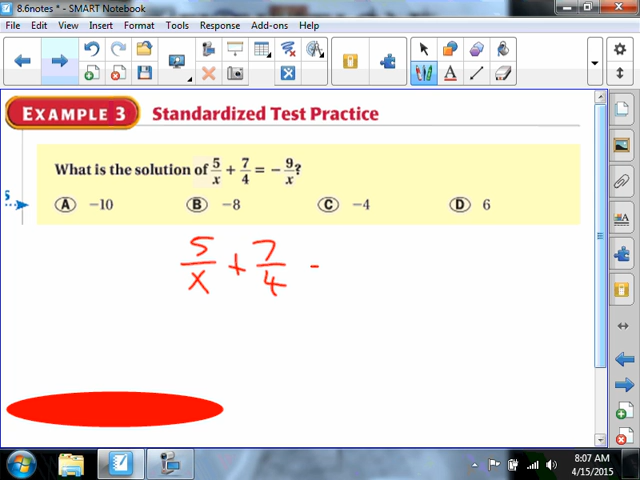 8.6notes * - SMART Notebook
File Edit View Insert Format Tools Response Add-ons Help
EXAMPLE 3 Standardized Test Practice
What is the solution of 5/x + 7/4 = −9/x?
A −10 B −8 C −4 D 6
5/x + 7/4 -
8:07 AM
4/15/2015